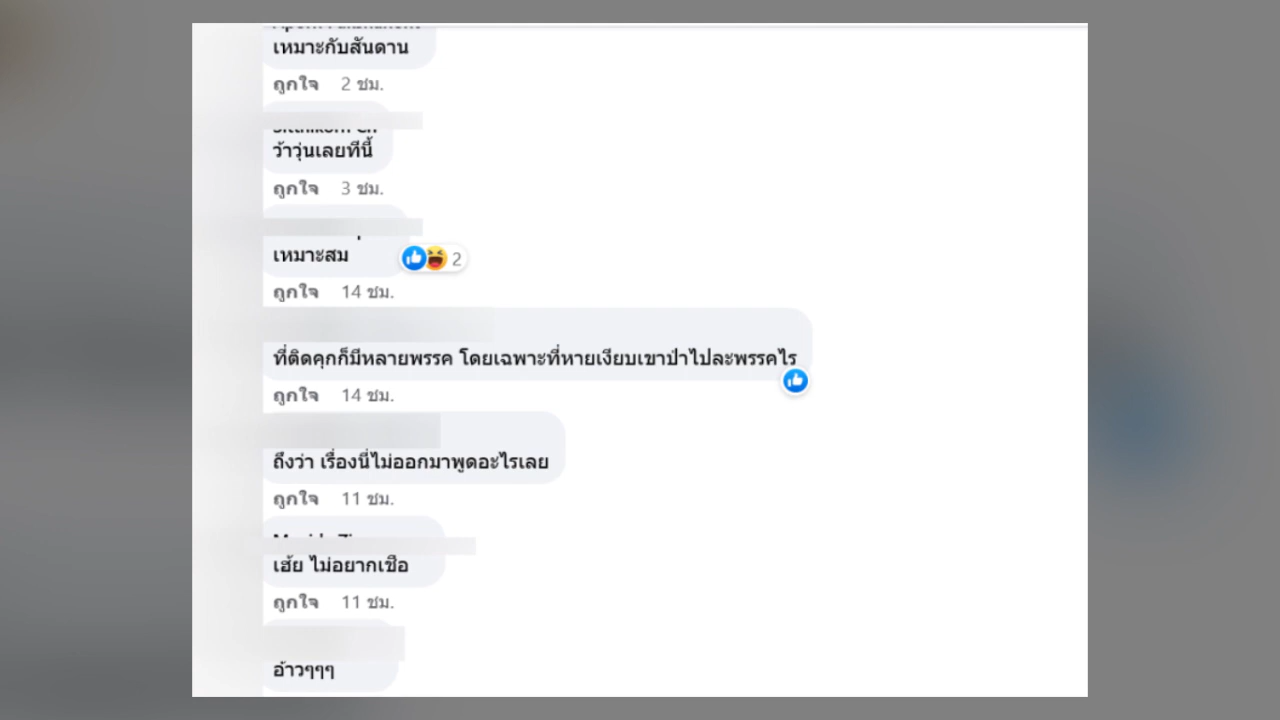 เหมาะกับสันดาน
ถูกใจ 2 ชม.
ว้าวุ่นเลยทีนี้
ถูกใจ 3 ชม.
เหมาะสม
2
ถูกใจ 14 ชม.
ที่ติดคุกก็มีหลายพรรค โดยเฉพาะที่หายเงียบเขาป่าไปละพรรคไร
ถูกใจ 14 ชม.
ถึงว่า เรื่องนี่ไม่ออกมาพูดอะไรเลย
ถูกใจ 11 ชม.
เฮ้ย ไม่อยากเชือ
ถูกใจ 11 ชม.
อ้าวๆๆๆ